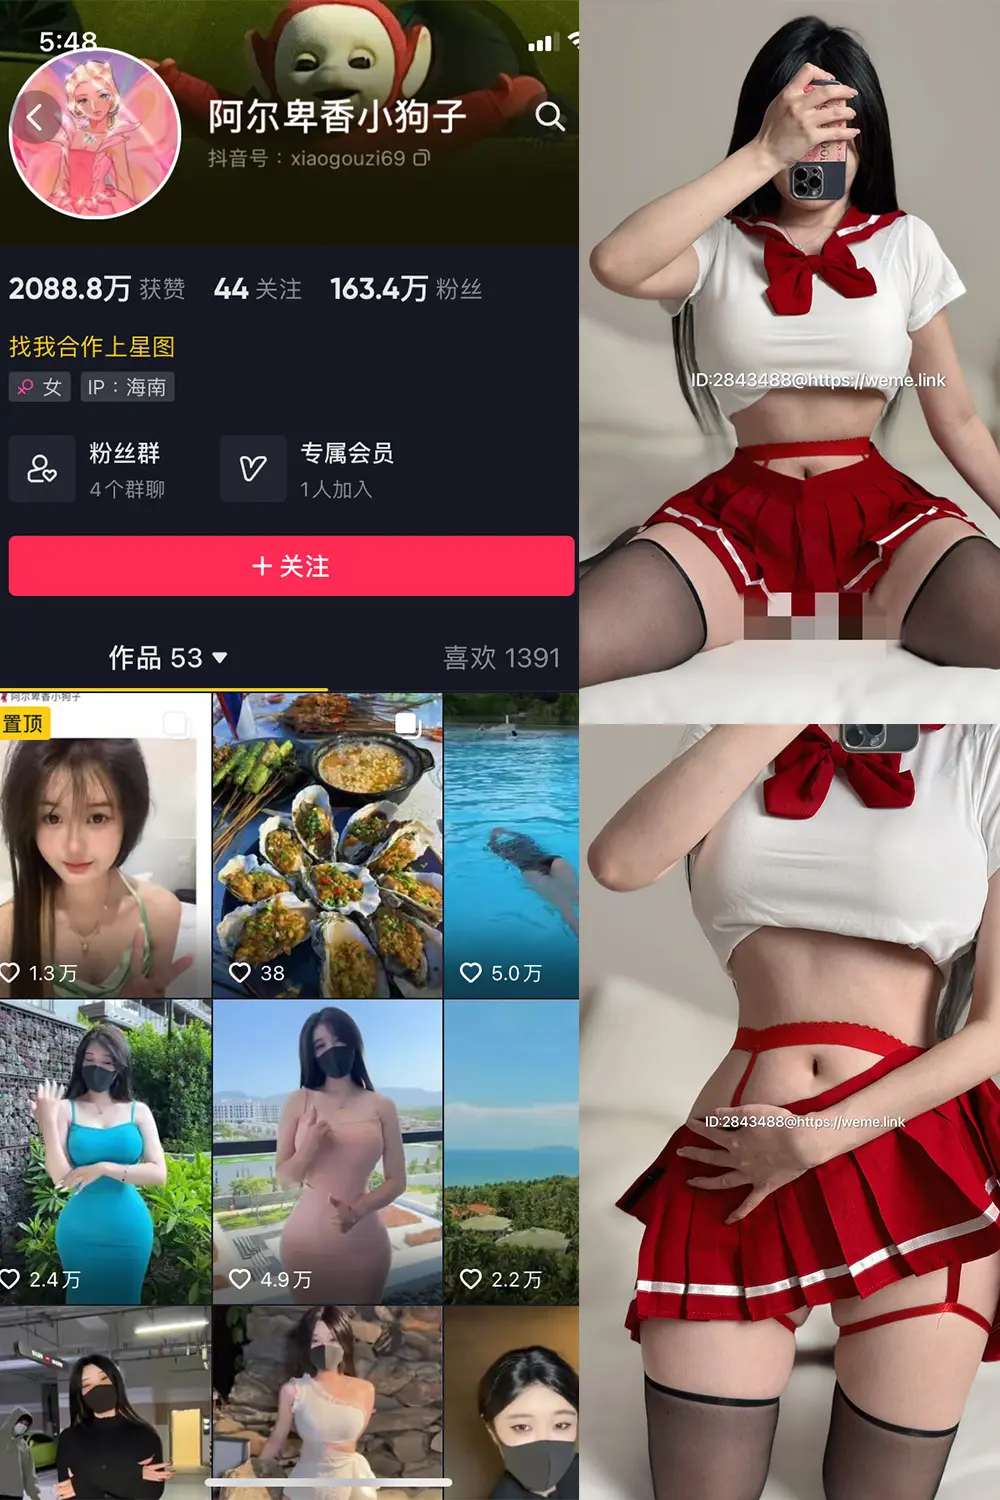 5:48
阿尔卑香小狗子
抖音号：xiaogouzi69
2088.8万 获赞 44 关注 163.4万 粉丝
找我合作上星图
女 IP：海南
粉丝群
4个群聊
专属会员
1人加入
+ 关注
作品 53
喜欢 1391
阿尔卑香小狗子
置顶
1.3万
38
5.0万
2.4万
4.9万
2.2万
ID:2843488@https://weme.link
ID:2843488@https://weme.link